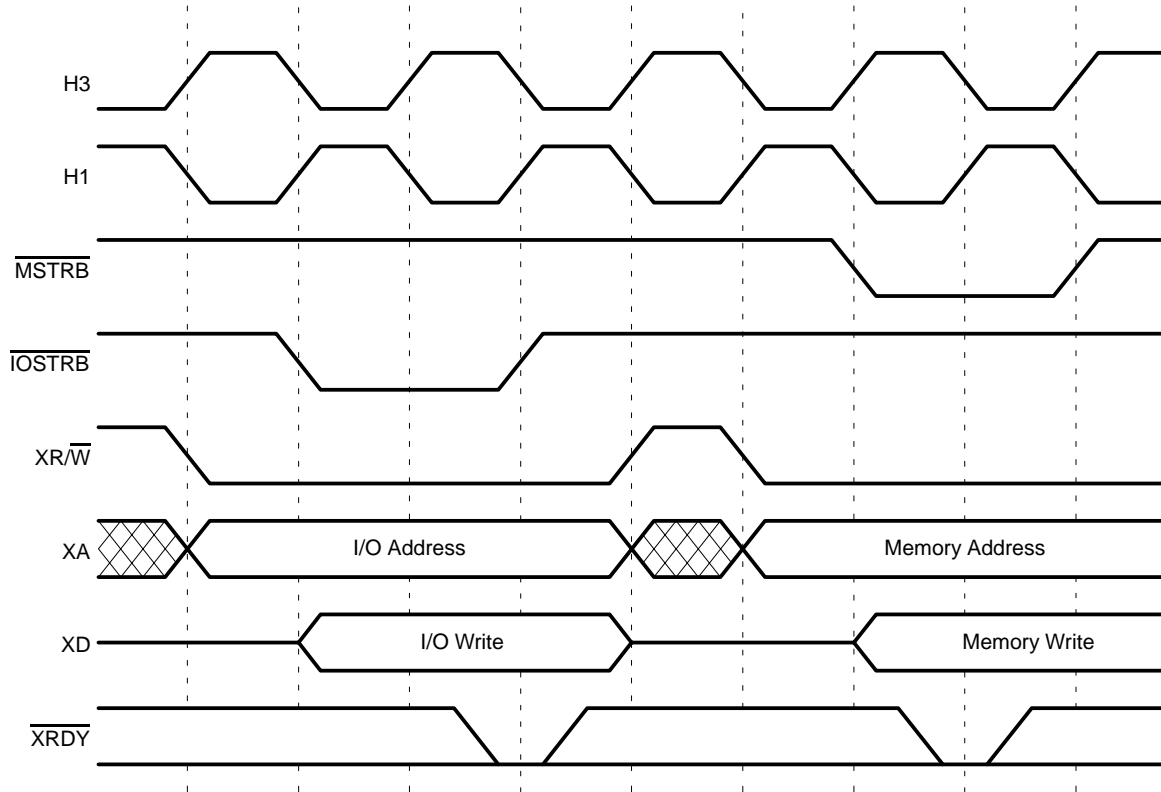 H3
H1
MSTRB
IOSTRB
XR/W
XA
I/O Address
Memory Address
XD
I/O Write
Memory Write
XRDY